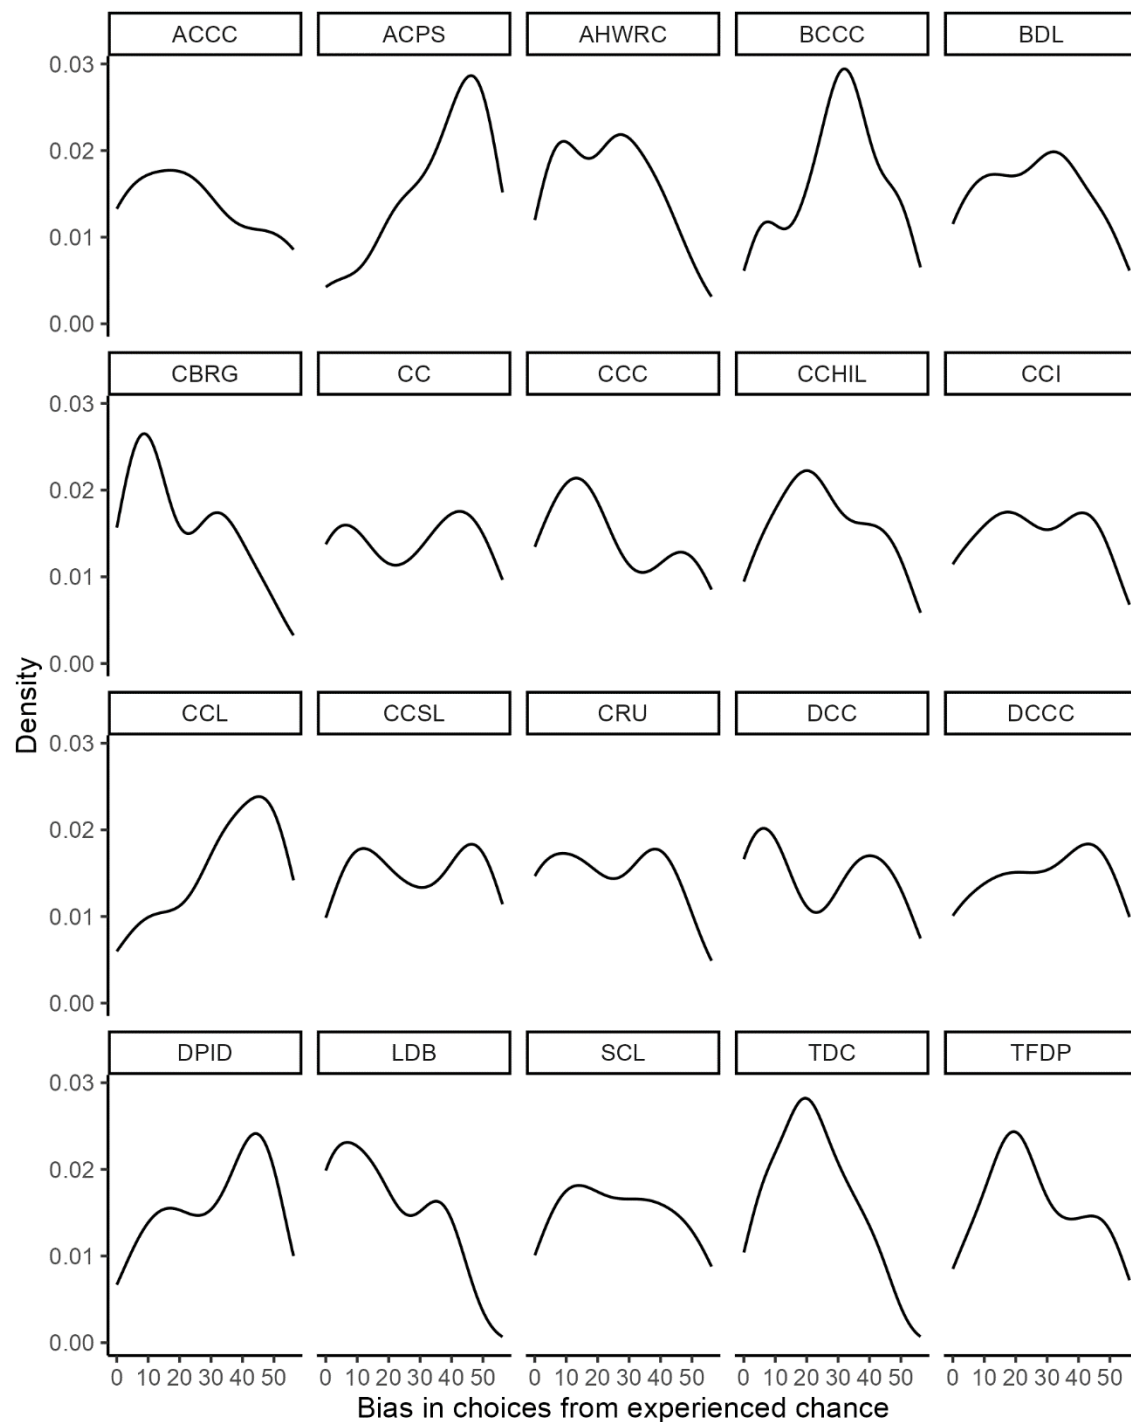 ACCC ACPS AHWRC BCCC BDL
0.03
0.02
0.01
0.00
CBRG CC CCC CCHIL CCI
0.03
0.02
0.01
0.00
CCL CCSL CRU DCC DCCC
0.03
0.02
0.01
0.00
DPID LDB SCL TDC TFDP
0.03
0.02
0.01
0.00
0 10 20 30 40 50 0 10 20 30 40 50 0 10 20 30 40 50 0 10 20 30 40 50 0 10 20 30 40 50
Density
Bias in choices from experienced chance